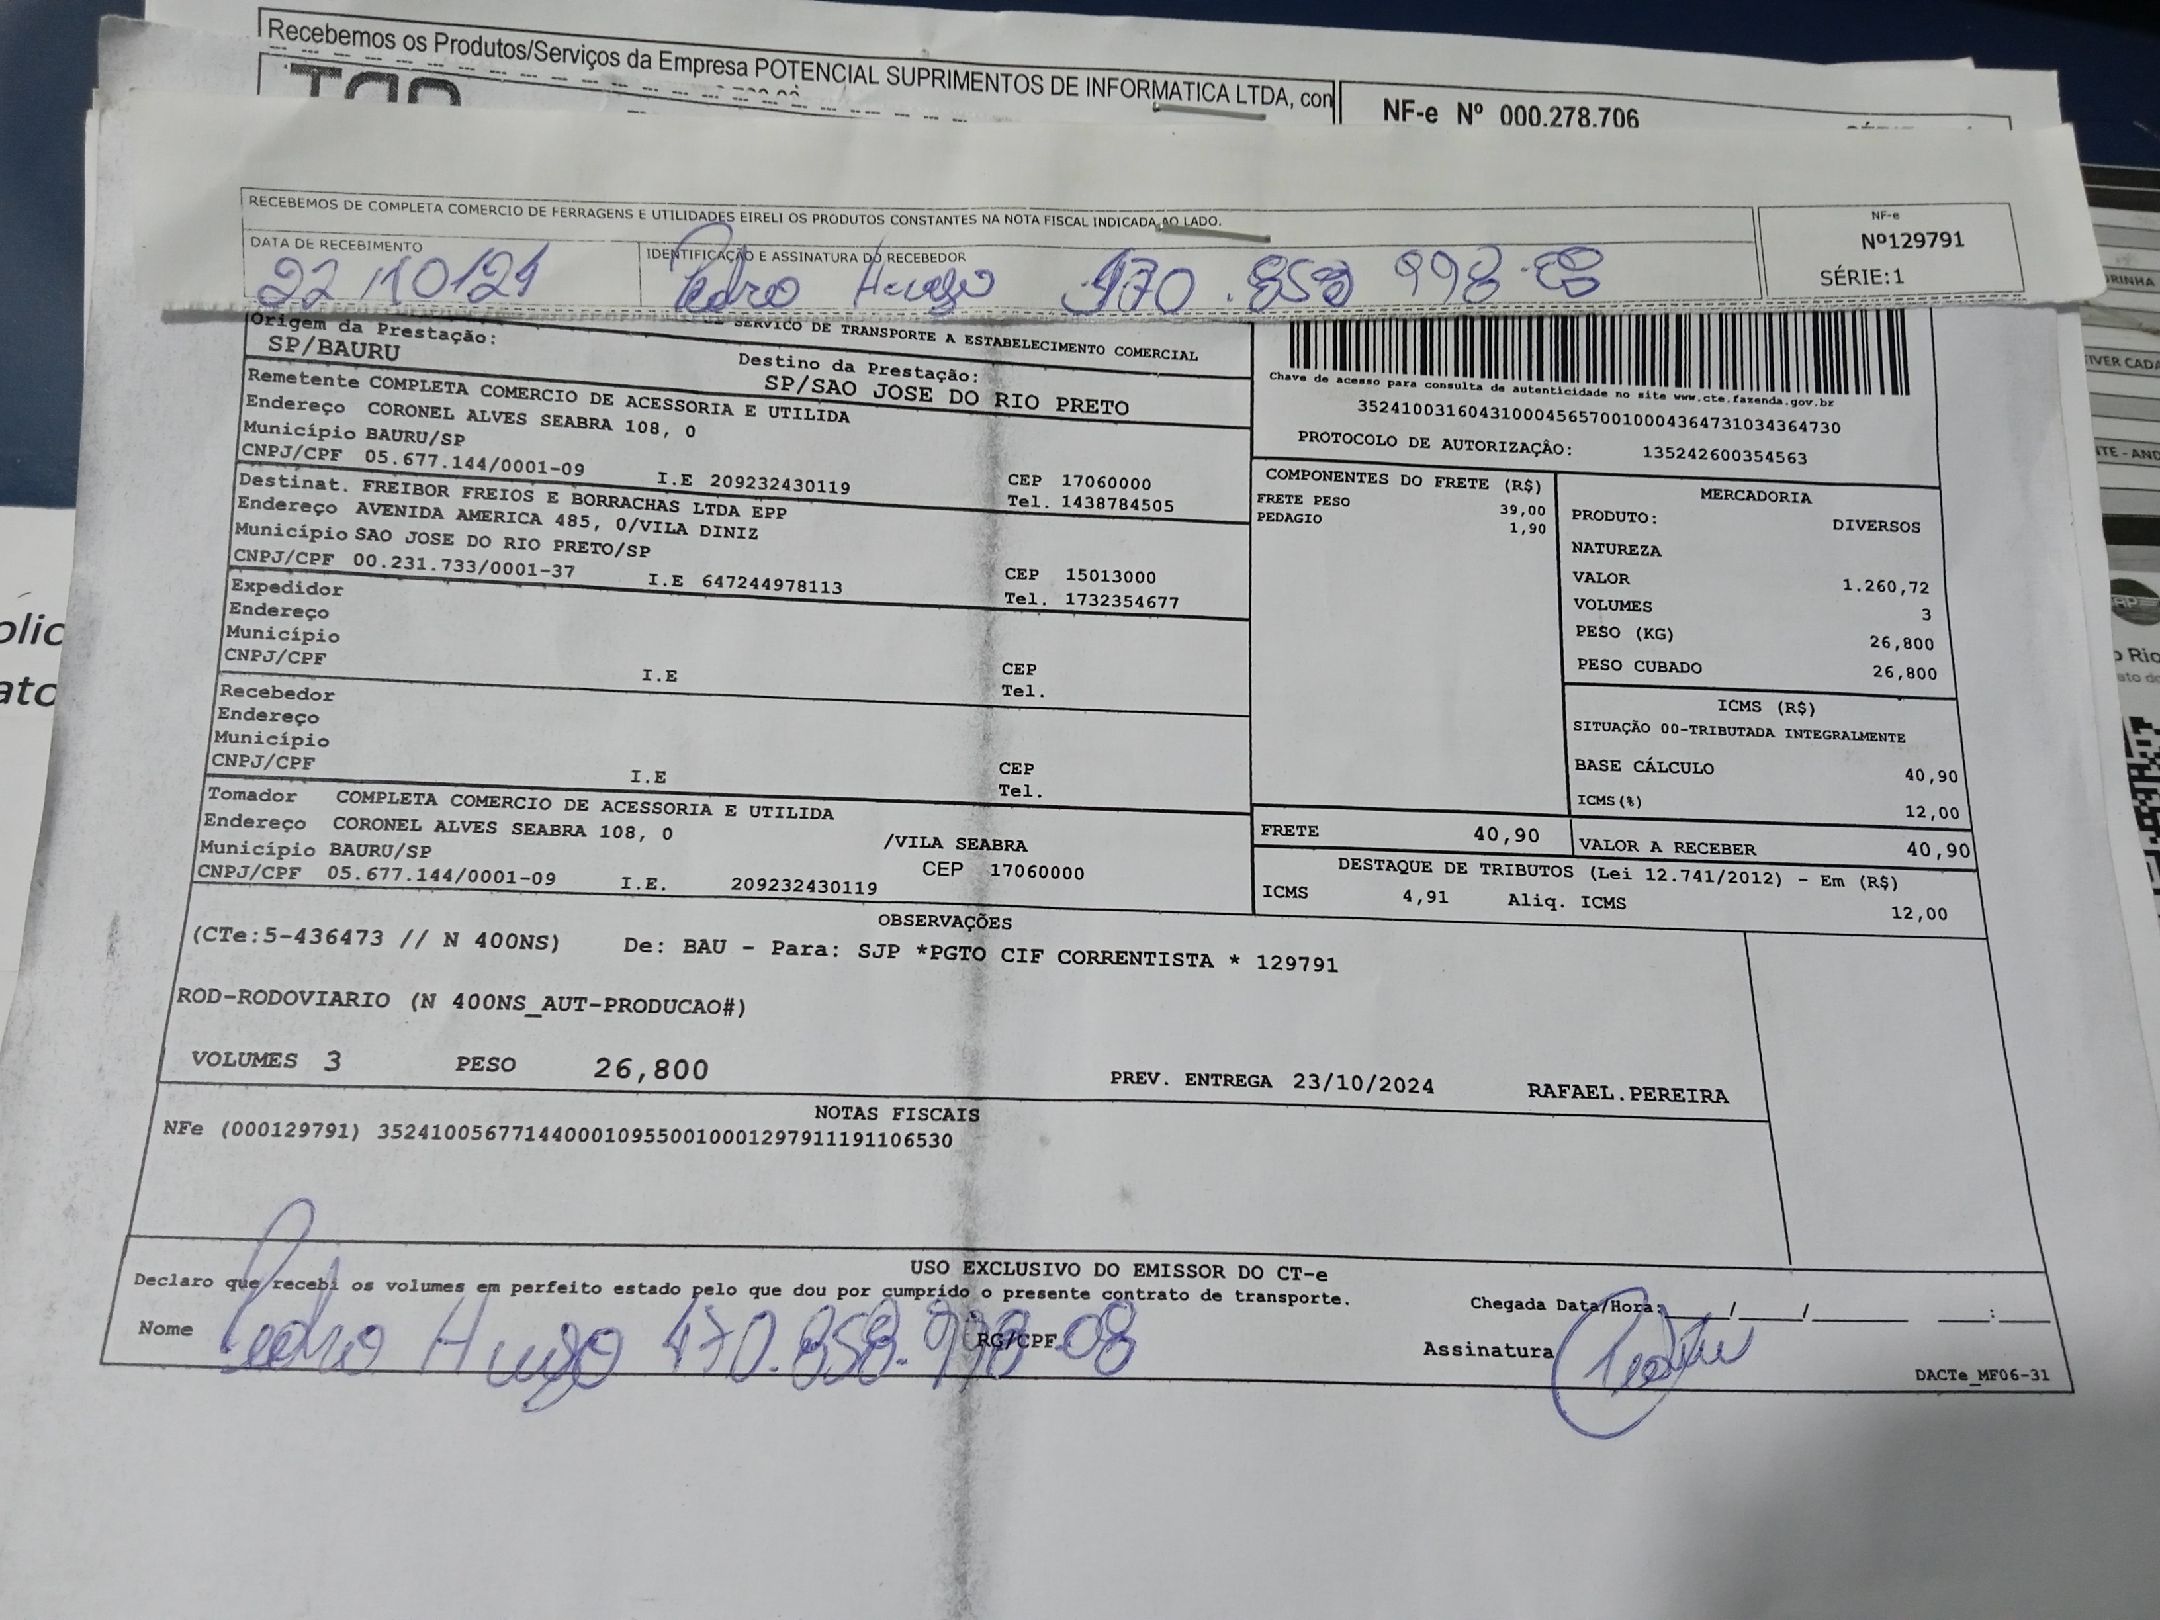 Recebemos os Produtos/Serviços da Empresa POTENCIAL SUPRIMENTOS DE INFORMATICA LTDA, con
NF-e Nº 000.278.706
RECEBEMOS DE COMPLETA COMERCIO DE FERRAGENS E UTILIDADES EIRELI OS PRODUTOS CONSTANTES NA NOTA FISCAL INDICADA AO LADO.
NF-e
Nº129791
SÉRIE:1
DATA DE RECEBIMENTO
22/10/24
IDENTIFICAÇÃO E ASSINATURA DO RECEBEDOR
Pedro Hugo 470.858 998-08
SERVICO DE TRANSPORTE A ESTABELECIMENTO COMERCIAL
Origem da Prestação:
SP/BAURU
Destino da Prestação:
SP/SAO JOSE DO RIO PRETO
Remetente COMPLETA COMERCIO DE ACESSORIA E UTILIDA
Endereço CORONEL ALVES SEABRA 108, 0
Município BAURU/SP
CNPJ/CPF 05.677.144/0001-09 I.E 209232430119
CEP 17060000
Tel. 1438784505
Destinat. FREIBOR FREIOS E BORRACHAS LTDA EPP
Endereço AVENIDA AMERICA 485, 0/VILA DINIZ
Município SAO JOSE DO RIO PRETO/SP
CNPJ/CPF 00.231.733/0001-37 I.E 647244978113
CEP 15013000
Tel. 1732354677
Expedidor
Endereço
Município
CNPJ/CPF I.E
CEP
Tel.
Recebedor
Endereço
Município
CNPJ/CPF I.E
CEP
Tel.
Tomador COMPLETA COMERCIO DE ACESSORIA E UTILIDA
Endereço CORONEL ALVES SEABRA 108, 0 /VILA SEABRA
Município BAURU/SP CEP 17060000
CNPJ/CPF 05.677.144/0001-09 I.E. 209232430119
Chave de acesso para consulta de autenticidade no site www.cte.fazenda.gov.br
35241003160431000456570010004364731034364730
PROTOCOLO DE AUTORIZAÇÂO: 135242600354563
COMPONENTES DO FRETE (R$)
FRETE PESO 39,00
PEDAGIO 1,90
MERCADORIA
PRODUTO: DIVERSOS
NATUREZA
VALOR 1.260,72
VOLUMES 3
PESO (KG) 26,800
PESO CUBADO 26,800
ICMS (R$)
SITUAÇÃO 00-TRIBUTADA INTEGRALMENTE
BASE CÁLCULO 40,90
ICMS(%) 12,00
FRETE 40,90
VALOR A RECEBER 40,90
DESTAQUE DE TRIBUTOS (Lei 12.741/2012) - Em (R$)
ICMS 4,91 Aliq. ICMS 12,00
OBSERVAÇÕES
(CTe:5-436473 // N 400NS) De: BAU - Para: SJP *PGTO CIF CORRENTISTA * 129791
ROD-RODOVIARIO (N 400NS_AUT-PRODUCAO#)
VOLUMES 3 PESO 26,800
PREV. ENTREGA 23/10/2024 RAFAEL.PEREIRA
NOTAS FISCAIS
NFe (000129791) 35241005677144000109550010001297911191106530
USO EXCLUSIVO DO EMISSOR DO CT-e
Declaro que recebi os volumes em perfeito estado pelo que dou por cumprido o presente contrato de transporte.
Chegada Data/Hora: / / :
Nome Pedro Hugo 470.858.998-08
RG/CPF
Assinatura Pedro
DACTe_MF06-31